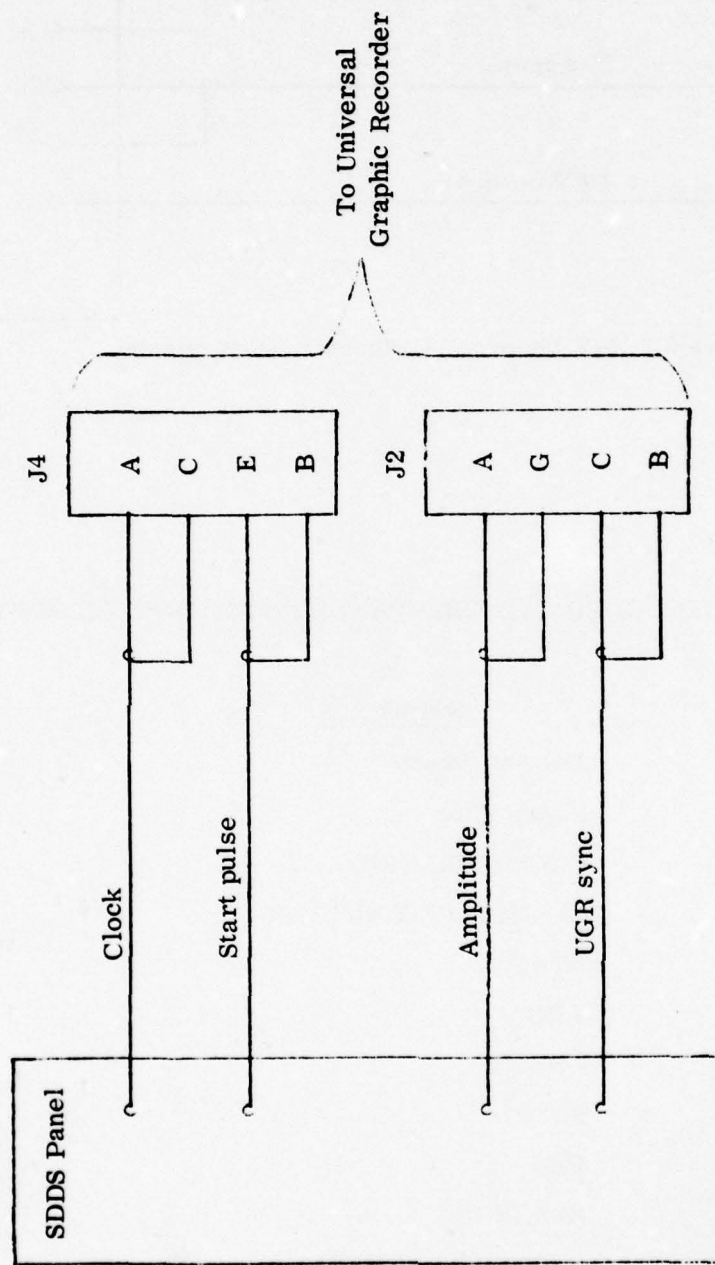 SDDS Panel
Clock
Start pulse
Amplitude
UGR sync
J4
A
C
E
B
J2
A
G
C
B
To Universal
Graphic Recorder